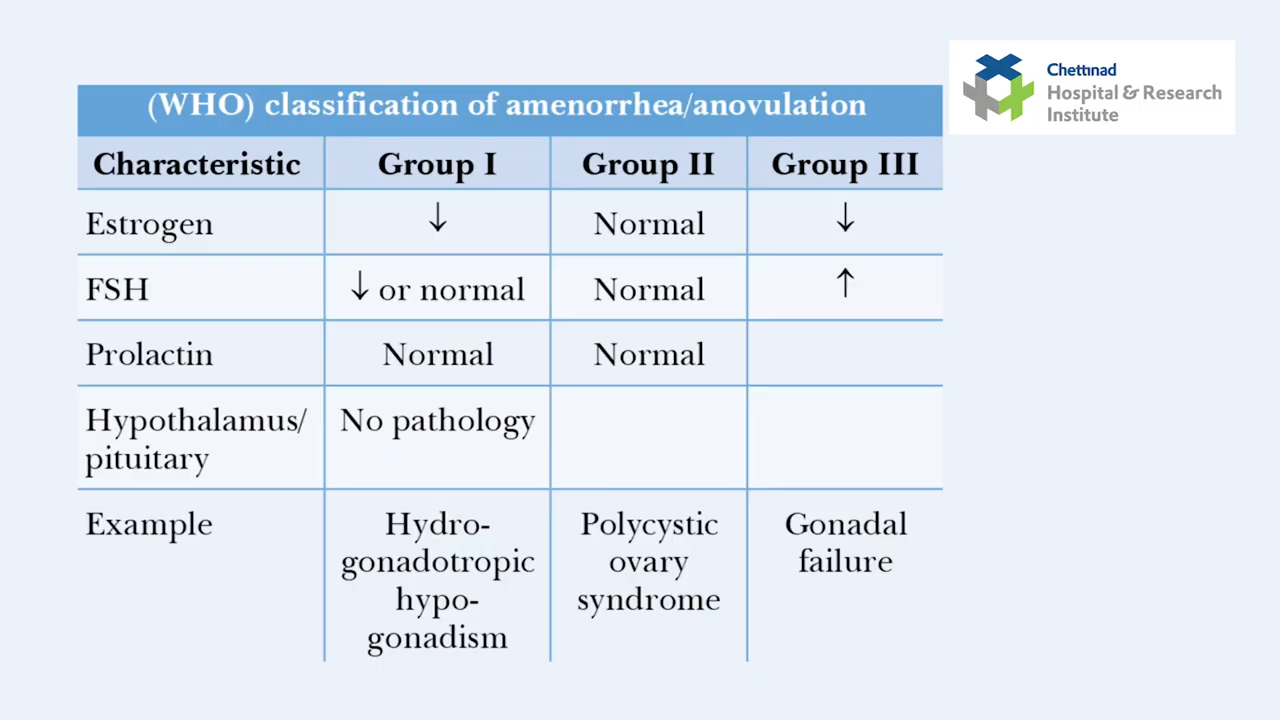 Chettinad
Hospital & Research
Institute
(WHO) classification of amenorrhea/anovulation
Characteristic Group I Group II Group III
Estrogen ↓ Normal ↓
FSH ↓ or normal Normal ↑
Prolactin Normal Normal
Hypothalamus/ No pathology
pituitary
Example Hydro- Polycystic Gonadal
gonadotropic ovary failure
hypo- syndrome
gonadism